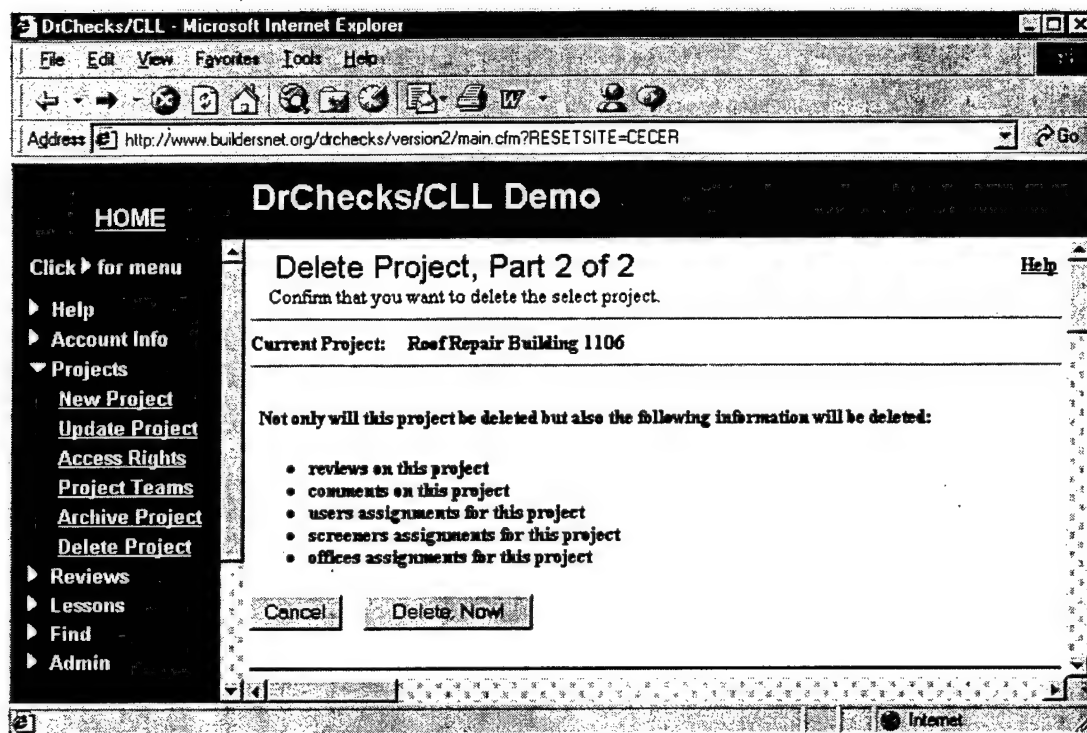 DrChecks/CLL - Microsoft Internet Explorer
File Edit View Favorites Tools Help
Address http://www.buildersnet.org/drchecks/version2/main.cfm?RESETSITE=CECER Go
HOME
DrChecks/CLL Demo
Click for menu
Help
Account Info
Projects
New Project
Update Project
Access Rights
Project Teams
Archive Project
Delete Project
Reviews
Lessons
Find
Admin
Delete Project, Part 2 of 2
Help
Confirm that you want to delete the select project.
Current Project: Roof Repair Building 1106
Not only will this project be deleted but also the following information will be deleted:
• reviews on this project
• comments on this project
• users assignments for this project
• screeners assignments for this project
• offices assignments for this project
Cancel Delete, Now!
Internet